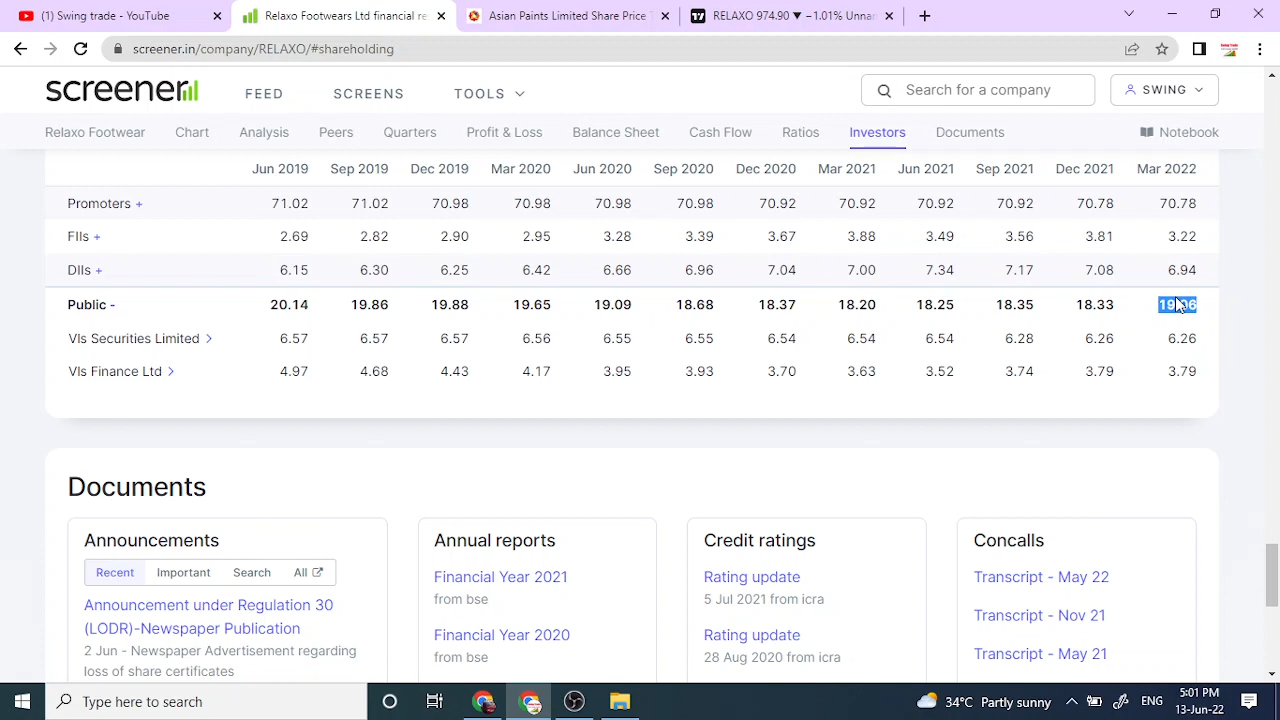 swing trade - YouTube
Relaxo Footwears Ltd financial re
Asian Paints Limited Share Price T
RELAXO 974.90 ▼ −1.01% Unnar
screener.in/company/RELAXO/#shareholding
screener
FEED SCREENS TOOLS
Search for a company
SWING
Relaxo Footwear Chart Analysis Peers Quarters Profit & Loss Balance Sheet Cash Flow Ratios Investors Documents Notebook
Jun 2019 Sep 2019 Dec 2019 Mar 2020 Jun 2020 Sep 2020 Dec 2020 Mar 2021 Jun 2021 Sep 2021 Dec 2021 Mar 2022
Promoters + 71.02 71.02 70.98 70.98 70.98 70.98 70.92 70.92 70.92 70.92 70.78 70.78
FIIs + 2.69 2.82 2.90 2.95 3.28 3.39 3.67 3.88 3.49 3.56 3.81 3.22
DIIs + 6.15 6.30 6.25 6.42 6.66 6.96 7.04 7.00 7.34 7.17 7.08 6.94
Public - 20.14 19.86 19.88 19.65 19.09 18.68 18.37 18.20 18.25 18.35 18.33
Vls Securities Limited > 6.57 6.57 6.57 6.56 6.55 6.55 6.54 6.54 6.54 6.28 6.26 6.26
Vls Finance Ltd > 4.97 4.68 4.43 4.17 3.95 3.93 3.70 3.63 3.52 3.74 3.79 3.79
Documents
Announcements
Recent Important Search All
Announcement under Regulation 30
(LODR)-Newspaper Publication
2 Jun - Newspaper Advertisement regarding
loss of share certificates
Annual reports
Financial Year 2021
from bse
Financial Year 2020
from bse
Credit ratings
Rating update
5 Jul 2021 from icra
Rating update
28 Aug 2020 from icra
Concalls
Transcript - May 22
Transcript - Nov 21
Transcript - May 21
Type here to search
34°C Partly sunny
ENG
5:01 PM
13-Jun-22